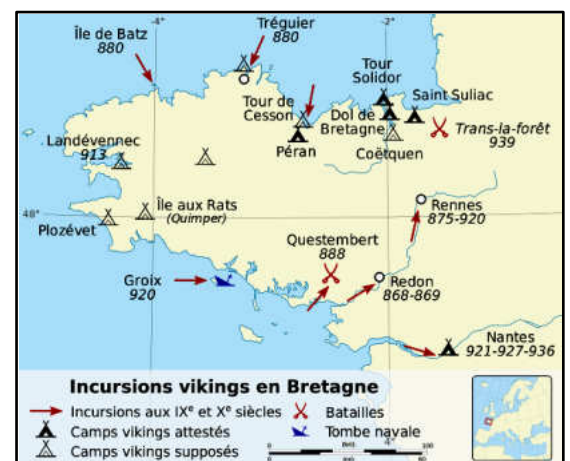 -4°
-2°
Île de Batz
880
Tréguier
880
Tour
Solidor
Saint Suliac
Tour de
Cesson
Dol de
Bretagne
Trans-la-forêt
939
Péran
Coëtquen
Landévennec
913
Île aux Rats
(Quimper)
48°
Plozévet
Rennes
875-920
Questembert
888
Groix
920
Redon
868-869
Nantes
921-927-936
Incursions vikings en Bretagne
Incursions aux IXᵉ et Xᵉ siècles
Batailles
Camps vikings attestés
Tombe navale
Camps vikings supposés